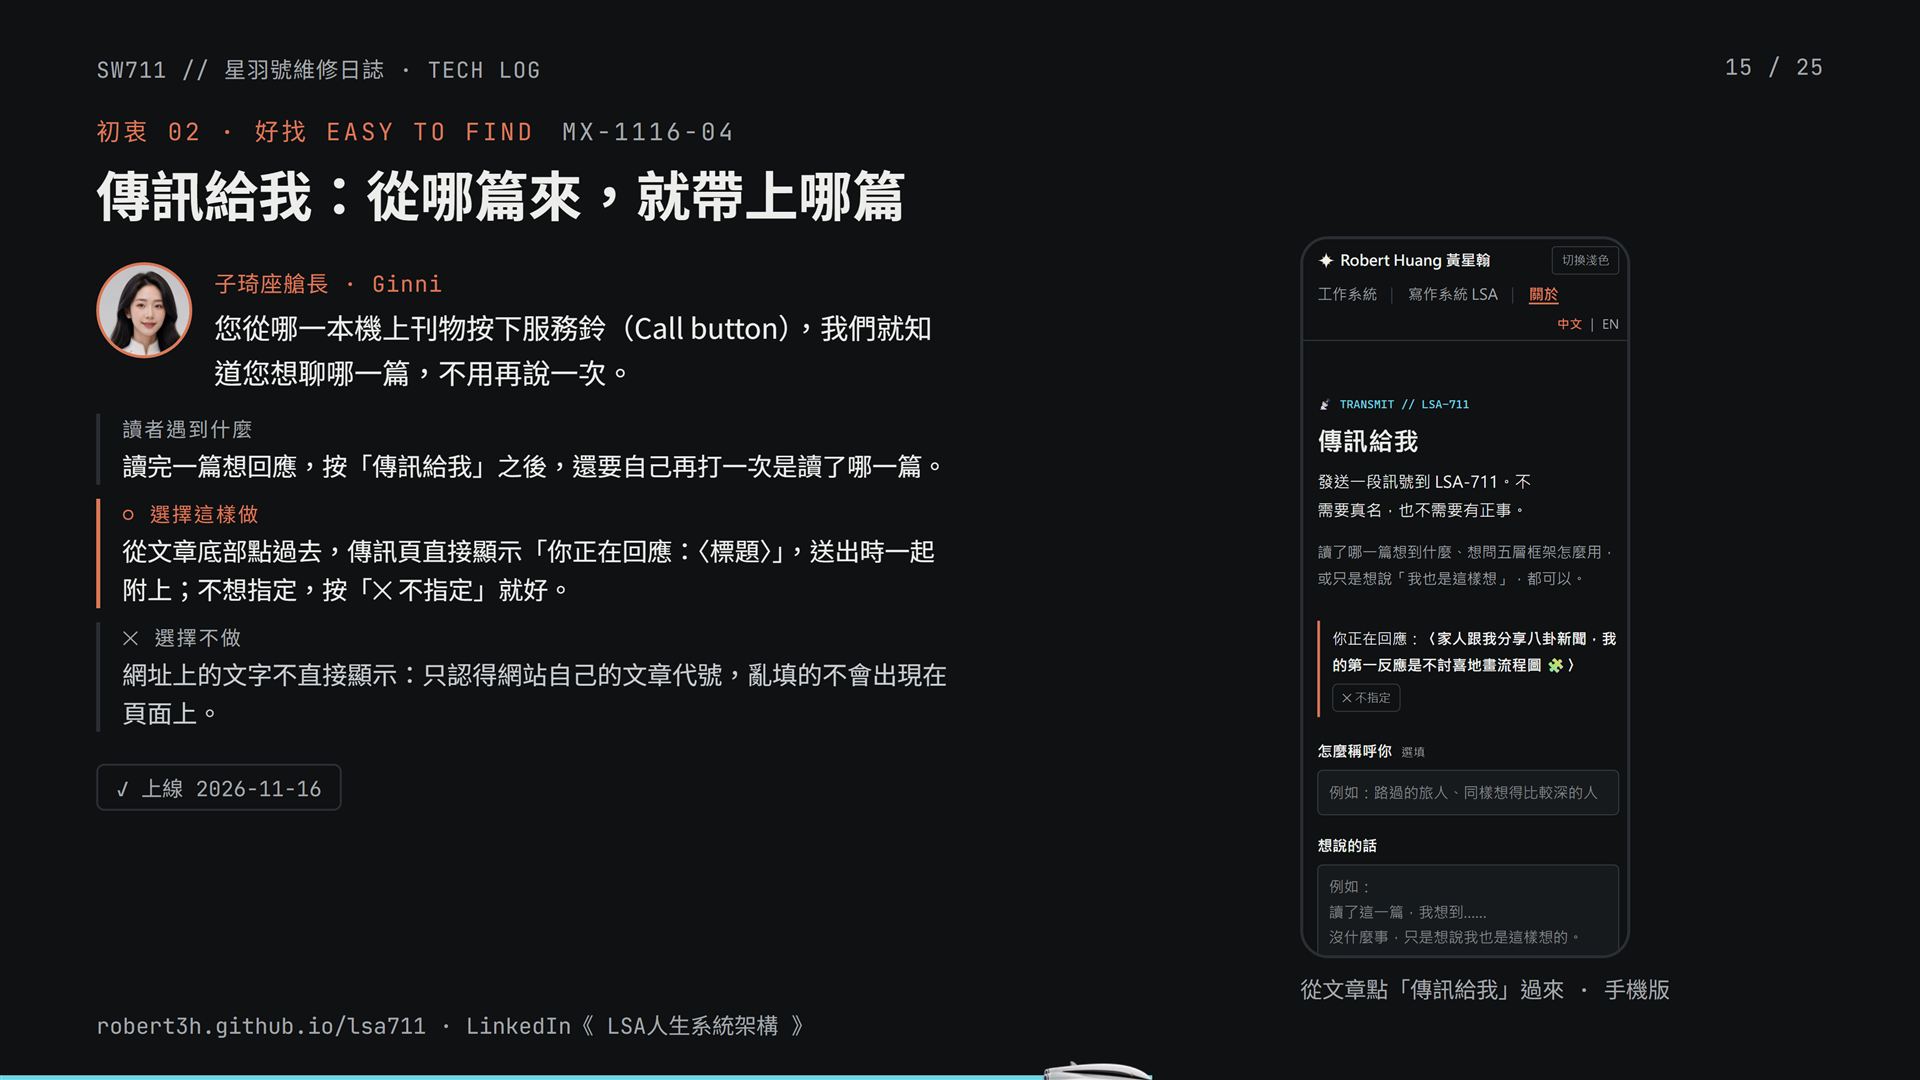 SW711 // 星羽號維修日誌 · TECH LOG
15 / 25
初衷 02 · 好找 EASY TO FIND MX-1116-04
傳訊給我：從哪篇來，就帶上哪篇
子琦座艙長 · Ginni
您從哪一本機上刊物按下服務鈴（Call button），我們就知
道您想聊哪一篇，不用再說一次。
讀者遇到什麼
讀完一篇想回應，按「傳訊給我」之後，還要自己再打一次是讀了哪一篇。
○ 選擇這樣做
從文章底部點過去，傳訊頁直接顯示「你正在回應：〈標題〉」，送出時一起
附上；不想指定，按「✕ 不指定」就好。
✕ 選擇不做
網址上的文字不直接顯示：只認得網站自己的文章代號，亂填的不會出現在
頁面上。
✓ 上線 2026-11-16
✦ Robert Huang 黃星翰
切換淺色
工作系統 | 寫作系統 LSA | 關於
中文 | EN
TRANSMIT // LSA-711
傳訊給我
發送一段訊號到 LSA-711。不
需要真名，也不需要有正事。
讀了哪一篇想到什麼、想問五層框架怎麼用，
或只是想說「我也是這樣想」，都可以。
你正在回應：〈家人跟我分享八卦新聞，我
的第一反應是不討喜地畫流程圖 🧩〉
✕ 不指定
怎麼稱呼你 選填
例如：路過的旅人、同樣想得比較深的人
想說的話
例如：
讀了這一篇，我想到……
沒什麼事，只是想說我也是這樣想的。
從文章點「傳訊給我」過來 · 手機版
robert3h.github.io/lsa711 · LinkedIn《 LSA人生系統架構 》